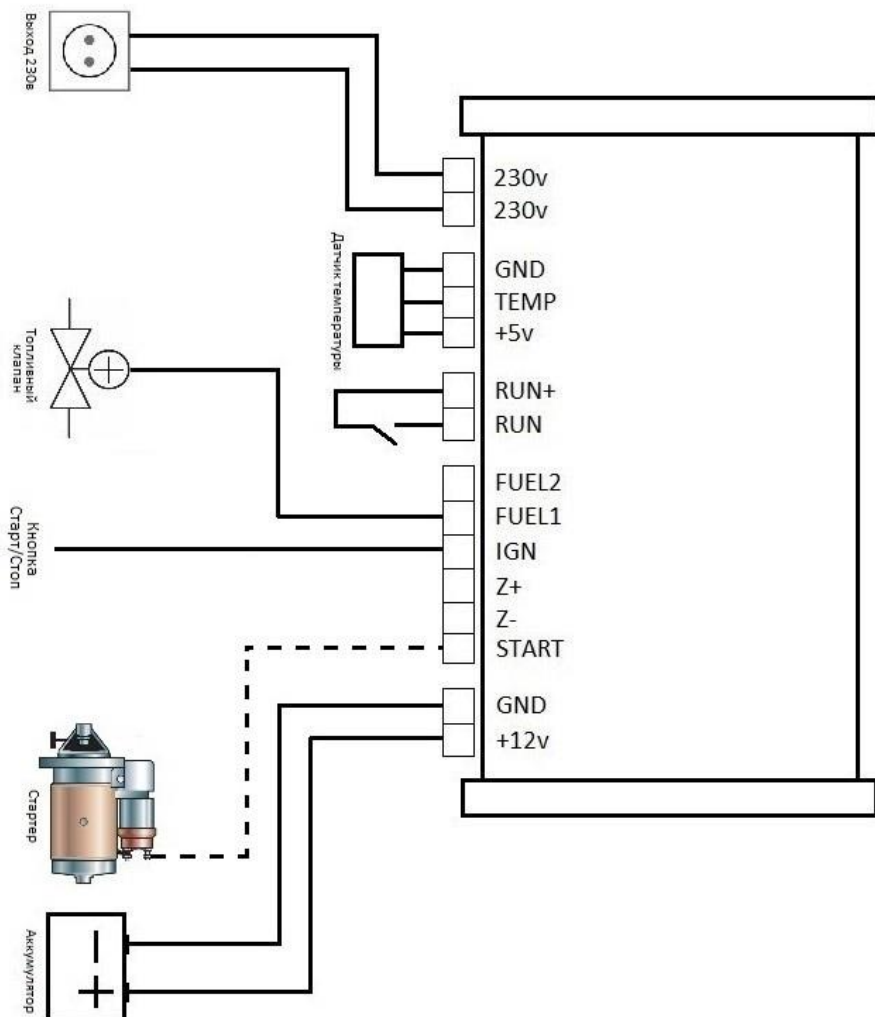 Выход 230в
230v
230v
Датчик температуры
GND
TEMP
+5v
Топливный
клапан
RUN+
RUN
FUEL2
FUEL1
Кнопка
Старт/Стоп
IGN
Z+
Z-
START
GND
+12v
Стартер
Аккумулятор